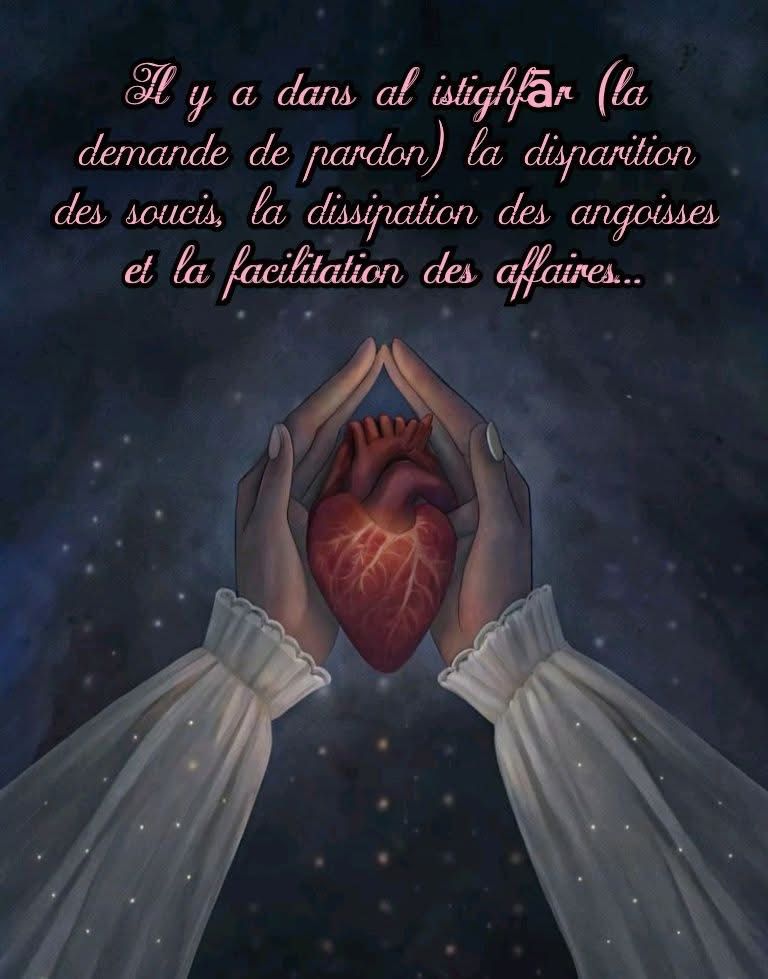 Il y a dans al istighfār (la
demande de pardon) la disparition
des soucis, la dissipation des angoisses
et la facilitation des affaires...